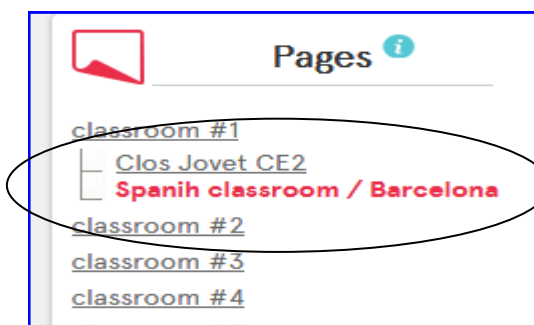 Pages i
classroom #1
Clos Jovet CE2
Spanih classroom / Barcelona
classroom #2
classroom #3
classroom #4